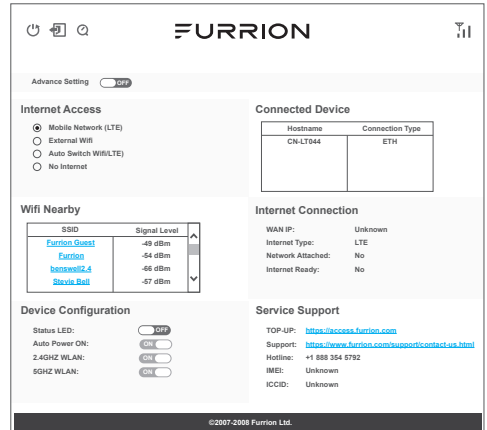 FURRION
Advance Setting OFF
Internet Access
Mobile Network (LTE)
External Wifi
Auto Switch Wifi/LTE)
No Internet
Connected Device
Hostname Connection Type
CN-LT044 ETH
Wifi Nearby
SSID Signal Level
Furrion Guest -49 dBm
Furrion -54 dBm
benswell2.4 -66 dBm
Stevie Bell -57 dBm
Internet Connection
WAN IP: Unknown
Internet Type: LTE
Network Attached: No
Internet Ready: No
Device Configuration
Status LED: OFF
Auto Power ON: ON
2.4GHZ WLAN: ON
5GHZ WLAN: ON
Service Support
TOP-UP: https://access.furrion.com
Support: https://www.furrion.com/support/contact-us.html
Hotline: +1 888 354 5792
IMEI: Unknown
ICCID: Unknown
©2007-2008 Furrion Ltd.